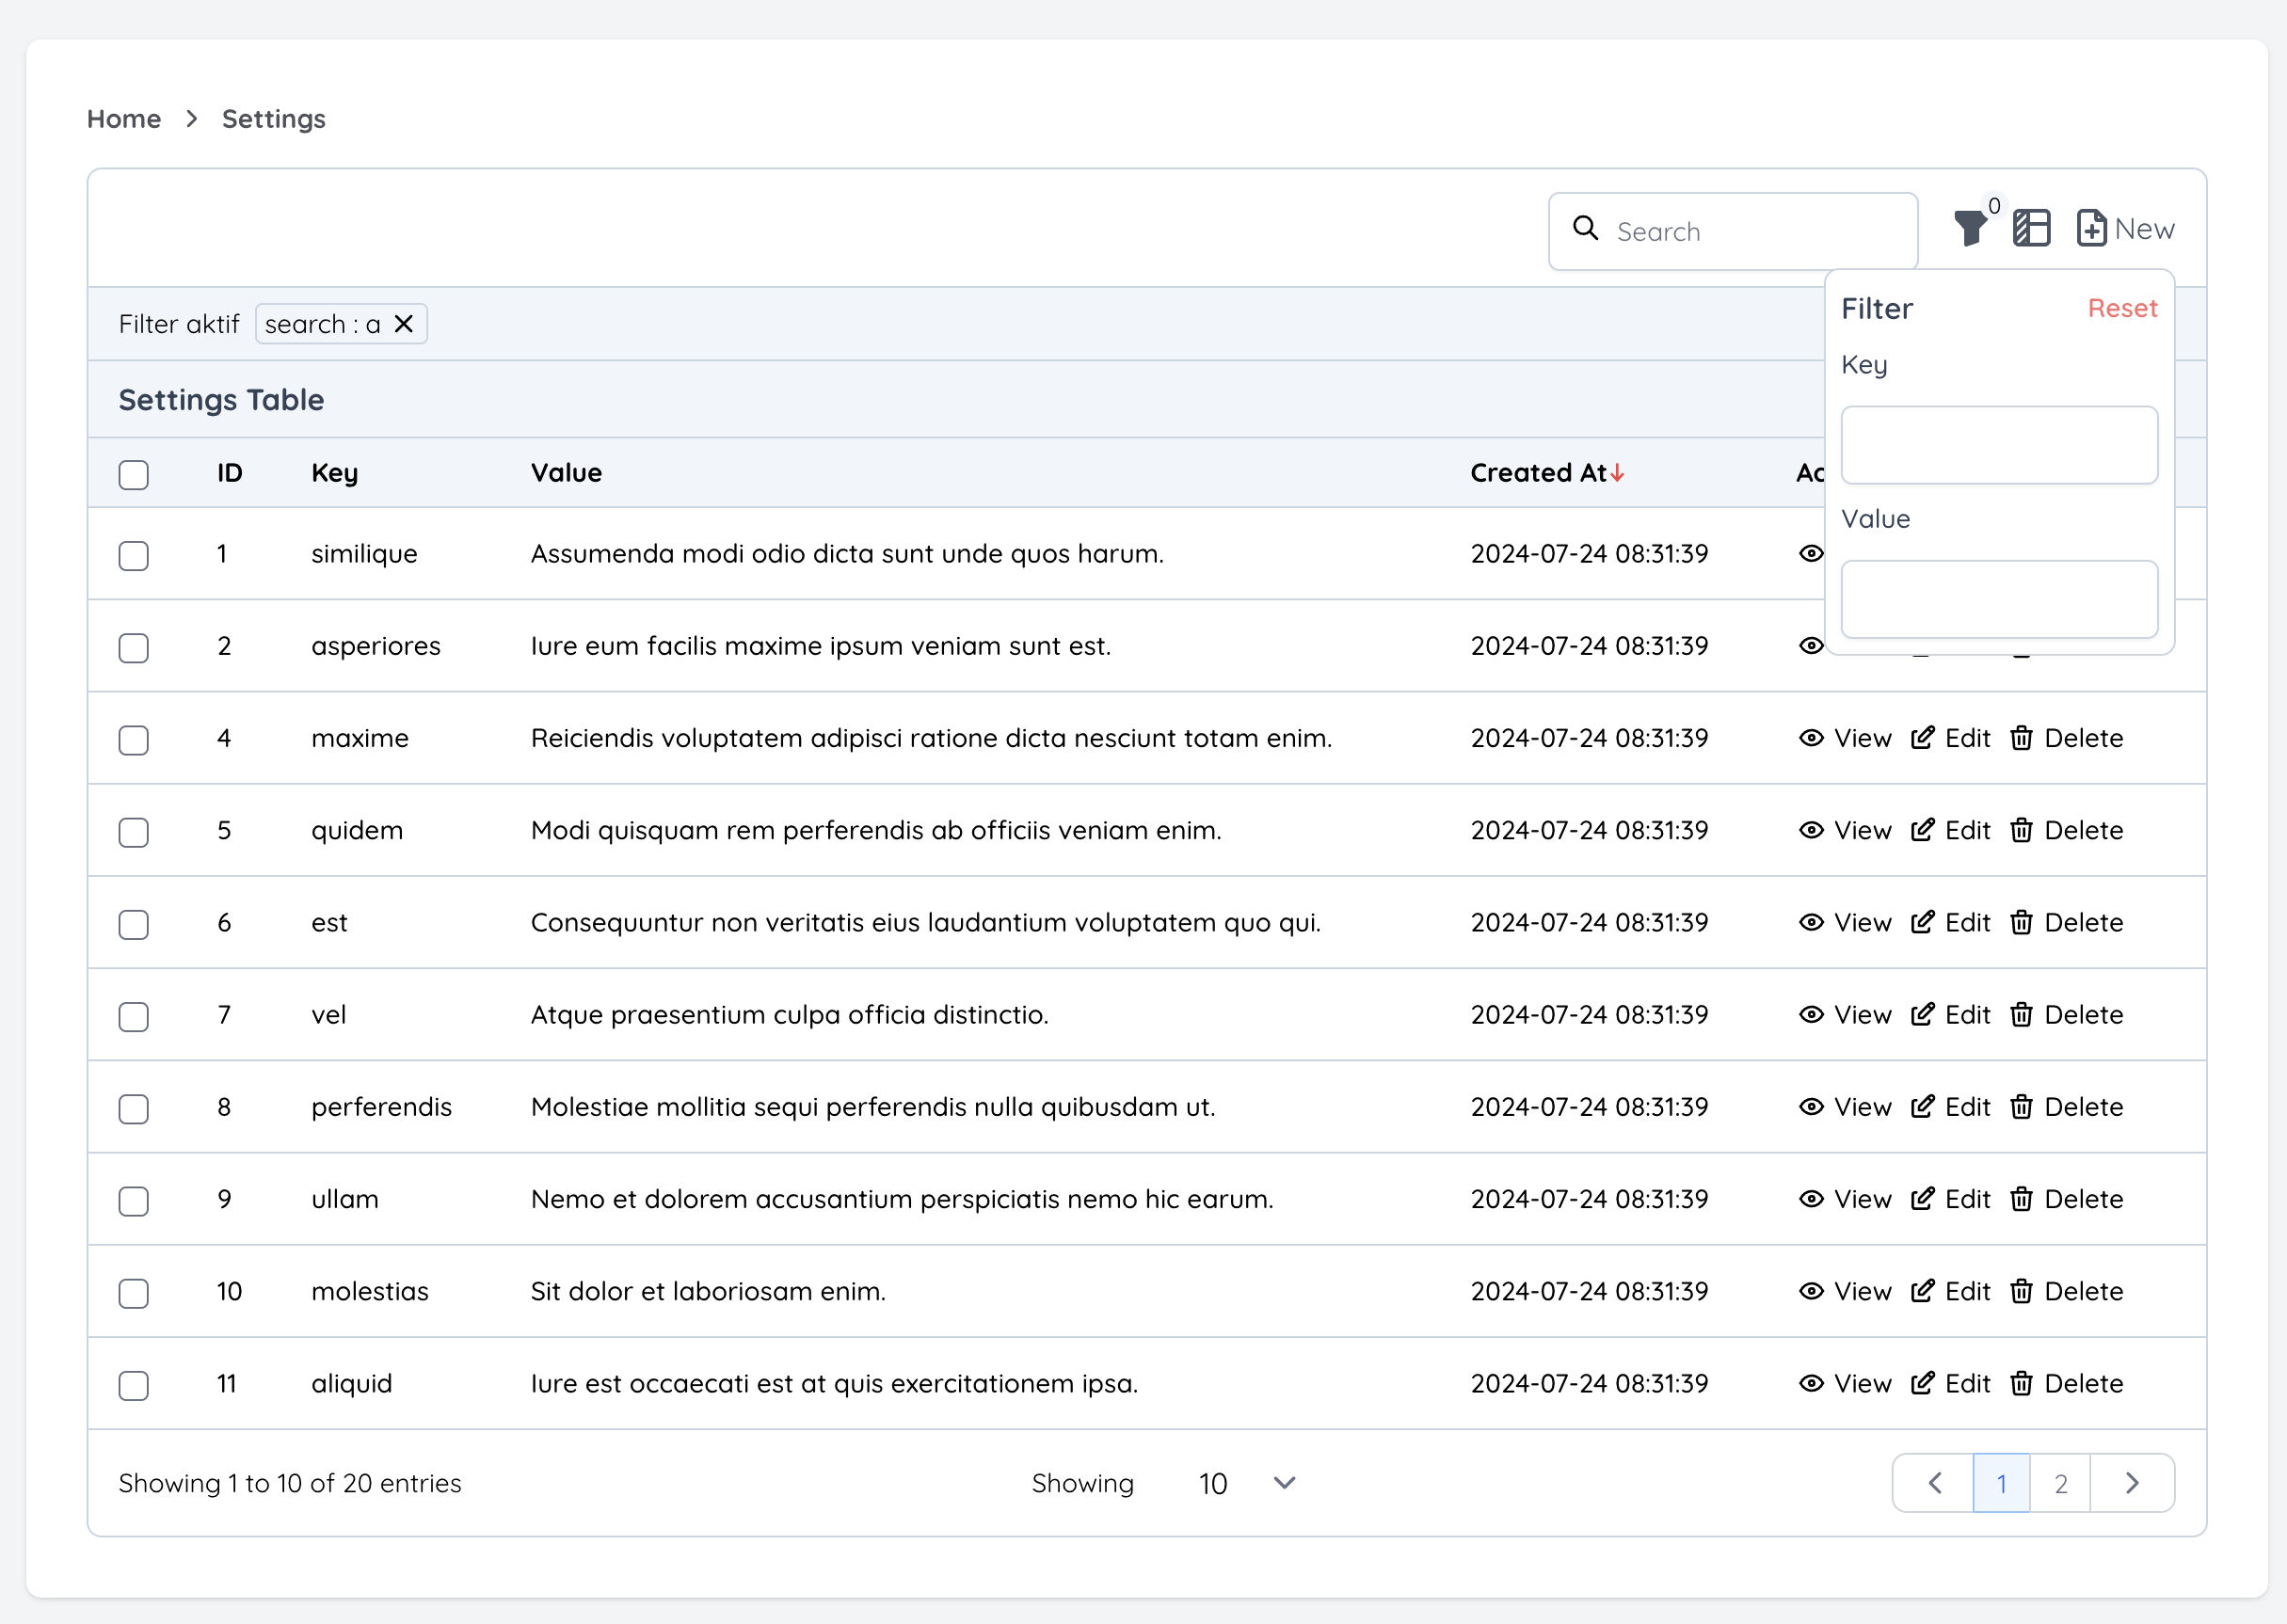 Home > Settings
Search 0 New
Filter aktif search : a
Filter Reset
Key
Value
Settings Table
ID Key Value Created At
1 similique Assumenda modi odio dicta sunt unde quos harum. 2024-07-24 08:31:39
2 asperiores Iure eum facilis maxime ipsum veniam sunt est. 2024-07-24 08:31:39
4 maxime Reiciendis voluptatem adipisci ratione dicta nesciunt totam enim. 2024-07-24 08:31:39 View Edit Delete
5 quidem Modi quisquam rem perferendis ab officiis veniam enim. 2024-07-24 08:31:39 View Edit Delete
6 est Consequuntur non veritatis eius laudantium voluptatem quo qui. 2024-07-24 08:31:39 View Edit Delete
7 vel Atque praesentium culpa officia distinctio. 2024-07-24 08:31:39 View Edit Delete
8 perferendis Molestiae mollitia sequi perferendis nulla quibusdam ut. 2024-07-24 08:31:39 View Edit Delete
9 ullam Nemo et dolorem accusantium perspiciatis nemo hic earum. 2024-07-24 08:31:39 View Edit Delete
10 molestias Sit dolor et laboriosam enim. 2024-07-24 08:31:39 View Edit Delete
11 aliquid Iure est occaecati est at quis exercitationem ipsa. 2024-07-24 08:31:39 View Edit Delete
Showing 1 to 10 of 20 entries Showing 10 1 2